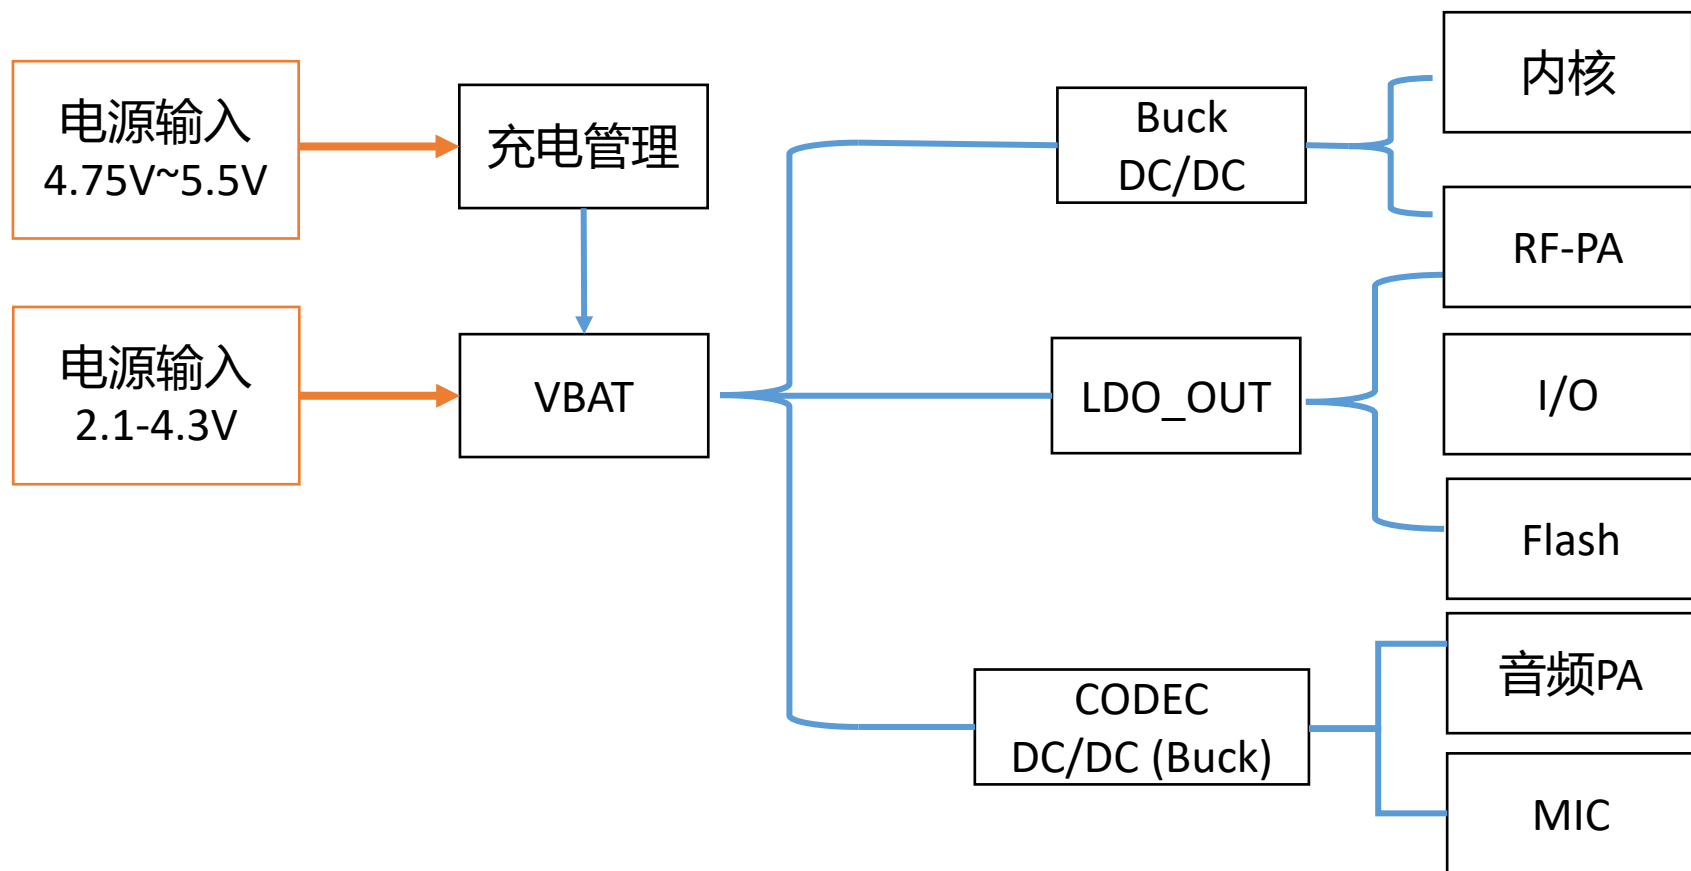 电源输入
4.75V~5.5V
充电管理
电源输入
2.1-4.3V
VBAT
Buck
DC/DC
LDO_OUT
CODEC
DC/DC (Buck)
内核
RF-PA
I/O
Flash
音频PA
MIC